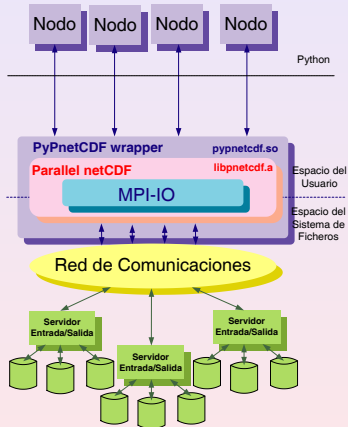 Nodo Nodo Nodo Nodo
Python
PyPnetCDF wrapper pypnetcdf.so
Parallel netCDF libpnetcdf.a
MPI-IO
Espacio del
Usuario
Espacio del
Sistema de
Ficheros
Red de Comunicaciones
Servidor
Entrada/Salida
Servidor
Entrada/Salida
Servidor
Entrada/Salida